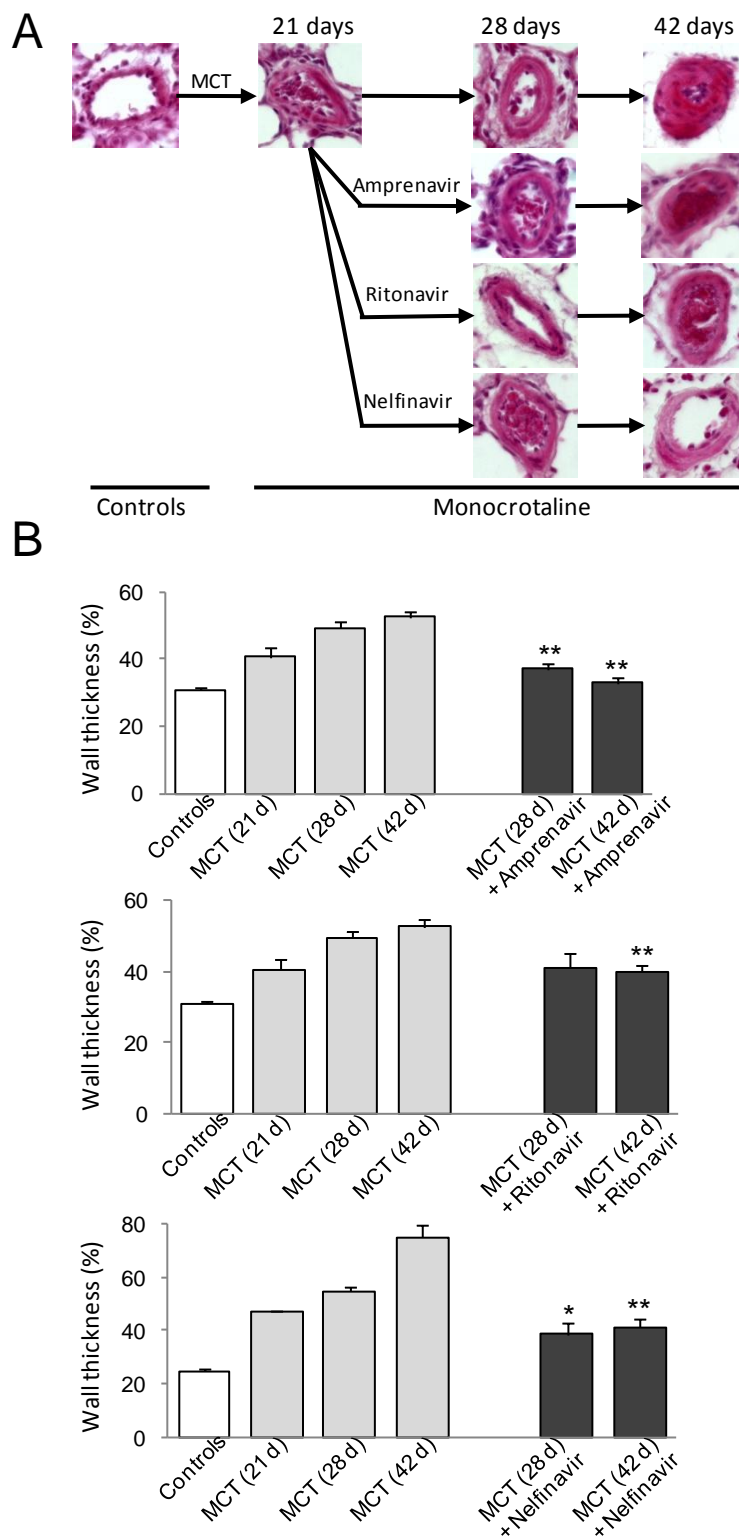 A
21 days
28 days
42 days
MCT
Amprenavir
Ritonavir
Nelfinavir
Controls
Monocrotaline
B
Wall thickness (%)
60
40
20
0
**
**
Controls
MCT (21 d)
MCT (28 d)
MCT (42 d)
MCT (28 d)
+ Amprenavir
MCT (42 d)
+ Amprenavir
Wall thickness (%)
60
40
20
0
**
Controls
MCT (21 d)
MCT (28 d)
MCT (42 d)
MCT (28 d)
+ Ritonavir
MCT (42 d)
+ Ritonavir
Wall thickness (%)
80
60
40
20
0
*
**
Controls
MCT (21 d)
MCT (28 d)
MCT (42 d)
MCT (28 d)
+ Nelfinavir
MCT (42 d)
+ Nelfinavir